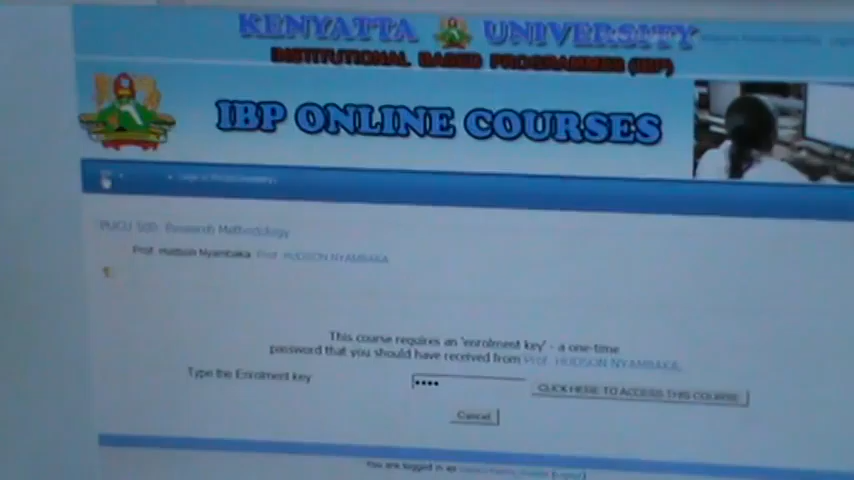 KENYATTA UNIVERSITY
INSTITUTIONAL BASED PROGRAMMES (IBP)
IBP ONLINE COURSES
Research Methodology
Prof. Hudson Nyambaka Prof. HUDSON NYAMBAKA
This course requires an 'enrolment key' - a one-time
password that you should have received from Prof. HUDSON NYAMBAKA
Type the Enrolment key
CLICK HERE TO ACCESS THIS COURSE
Cancel
You are logged in as